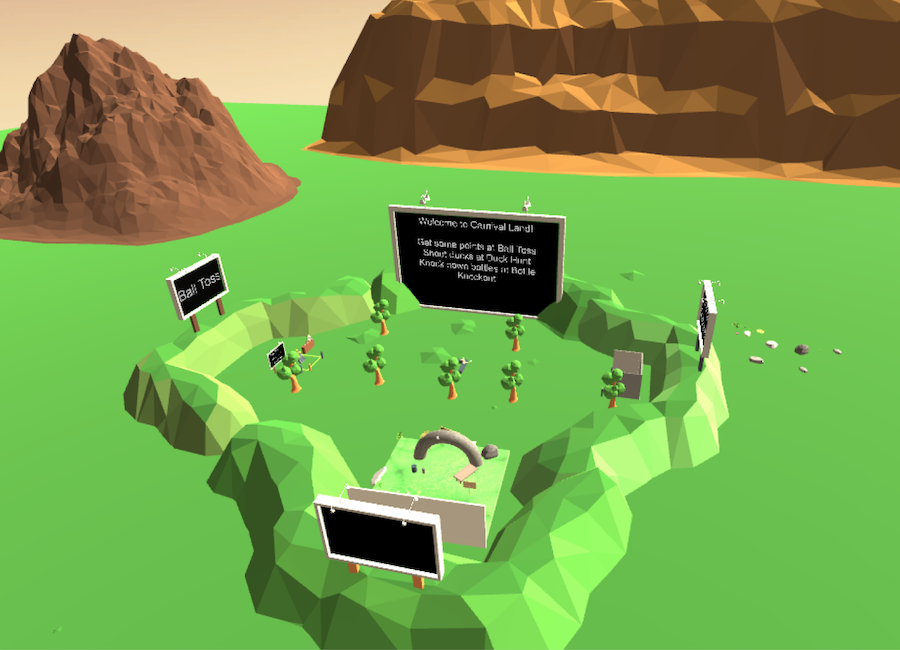 Welcome to Carnival Land!
Get some points at Ball Toss
Shoot ducks at Duck Hunt
Knock down bottles at Bottle
Knockout
Ball Toss